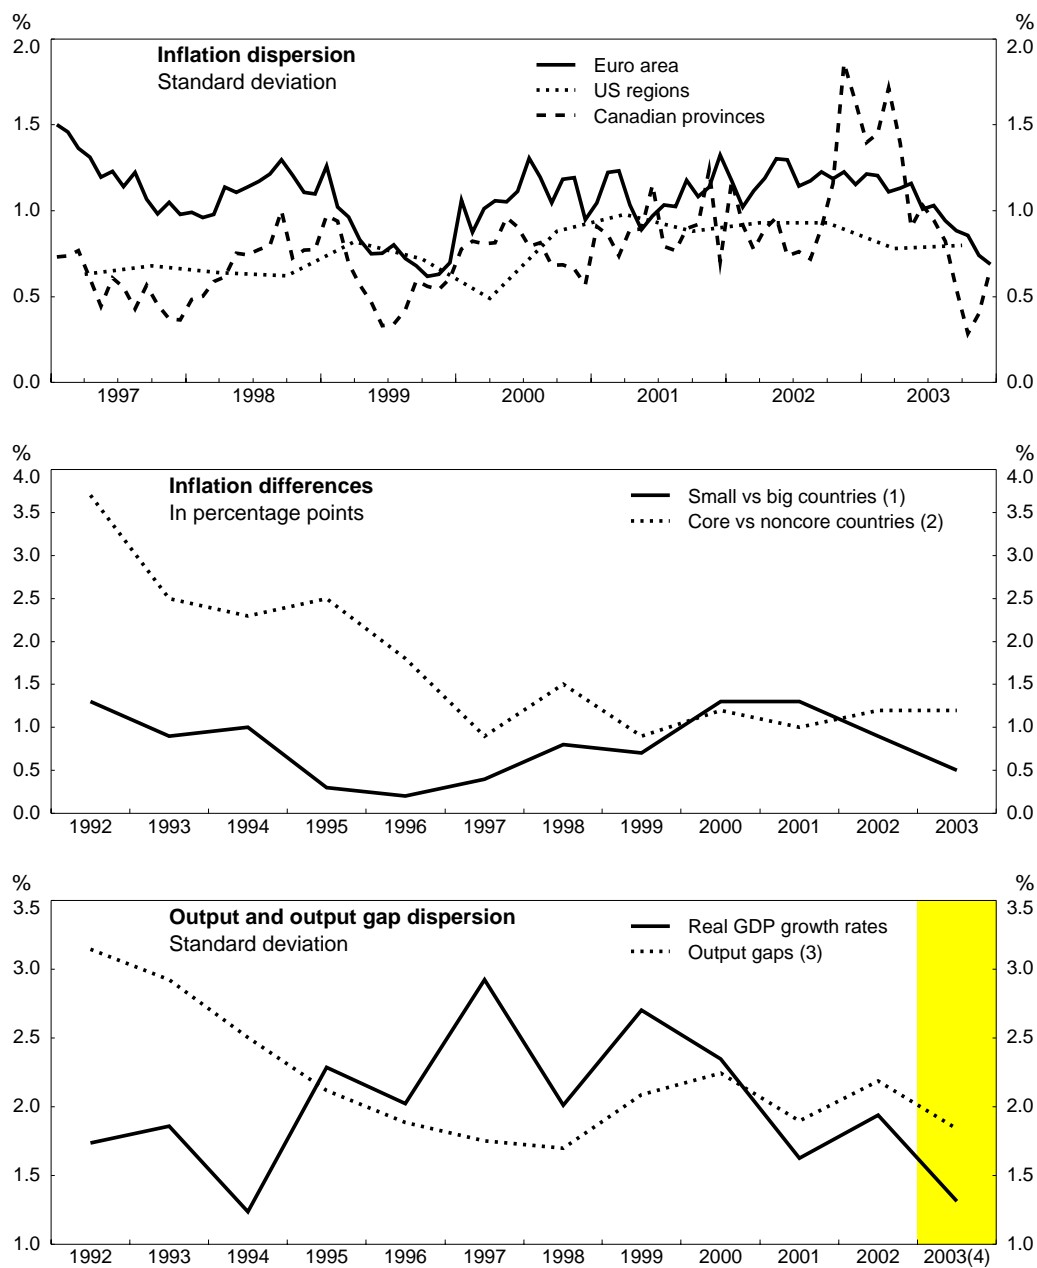 % %
Inflation dispersion
Standard deviation
Euro area
US regions
Canadian provinces
2.0 2.0
1.5 1.5
1.0 1.0
0.5 0.5
0.0 0.0
1997 1998 1999 2000 2001 2002 2003
% %
Inflation differences
In percentage points
Small vs big countries (1)
Core vs noncore countries (2)
4.0 4.0
3.5 3.5
3.0 3.0
2.5 2.5
2.0 2.0
1.5 1.5
1.0 1.0
0.5 0.5
0.0 0.0
1992 1993 1994 1995 1996 1997 1998 1999 2000 2001 2002 2003
% %
Output and output gap dispersion
Standard deviation
Real GDP growth rates
Output gaps (3)
3.5 3.5
3.0 3.0
2.5 2.5
2.0 2.0
1.5 1.5
1.0 1.0
1992 1993 1994 1995 1996 1997 1998 1999 2000 2001 2002 2003(4)